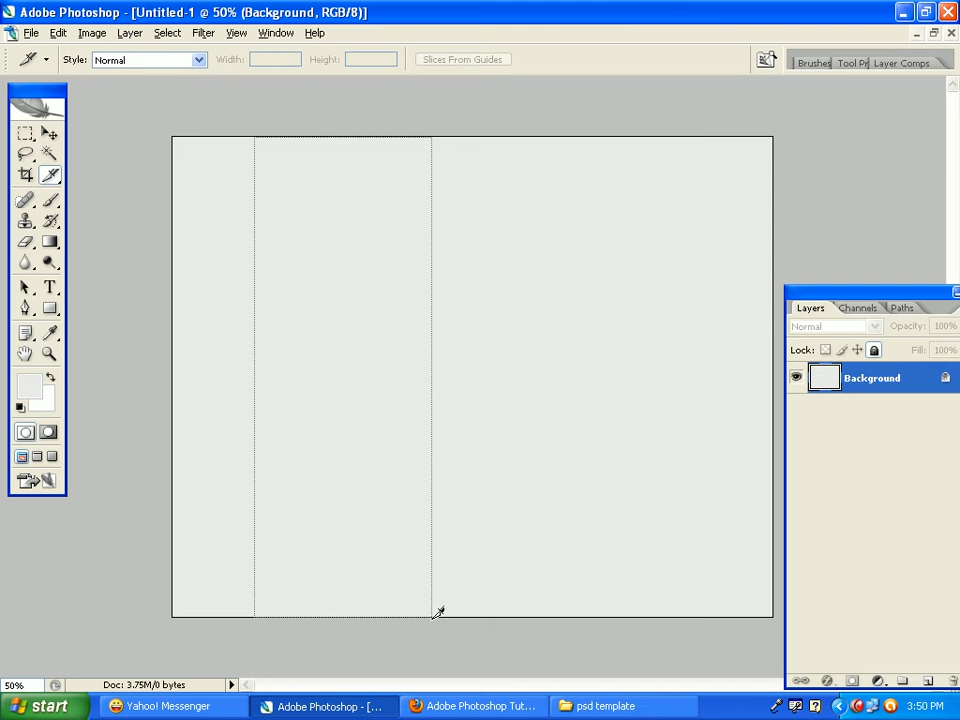 Adobe Photoshop - [Untitled-1 @ 50% (Background, RGB/8)]
File Edit Image Layer Select Filter View Window Help
Style: Normal Width: Height: Slices From Guides Brushes Tool Pr Layer Comps
Layers Channels Paths
Normal Opacity: 100%
Lock: Fill: 100%
Background
T
50% Doc: 3.75M/0 bytes
start Yahoo! Messenger Adobe Photoshop - [... Adobe Photoshop Tut... psd template 3:50 PM